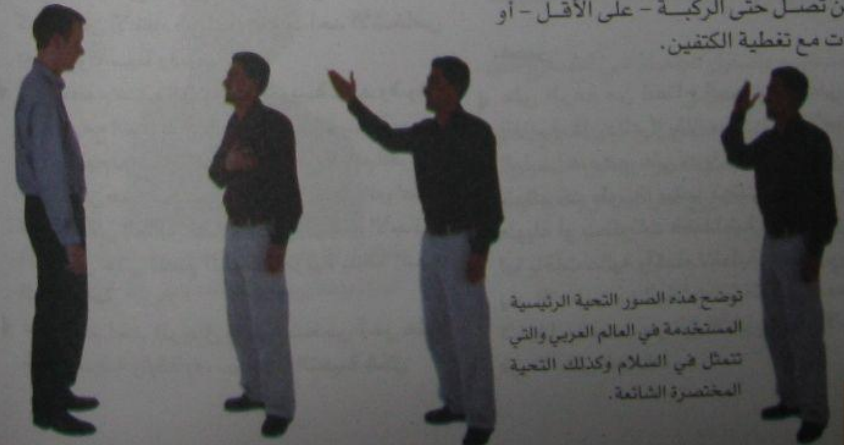 تصل حتى الركبة – على الأقل – أو
مع تغطية الكتفين.
توضح هذه الصور التحية الرئيسية
المستخدمة في العالم العربي والتي
تتمثل في السلام وكذلك التحية
المختصرة الشائعة.